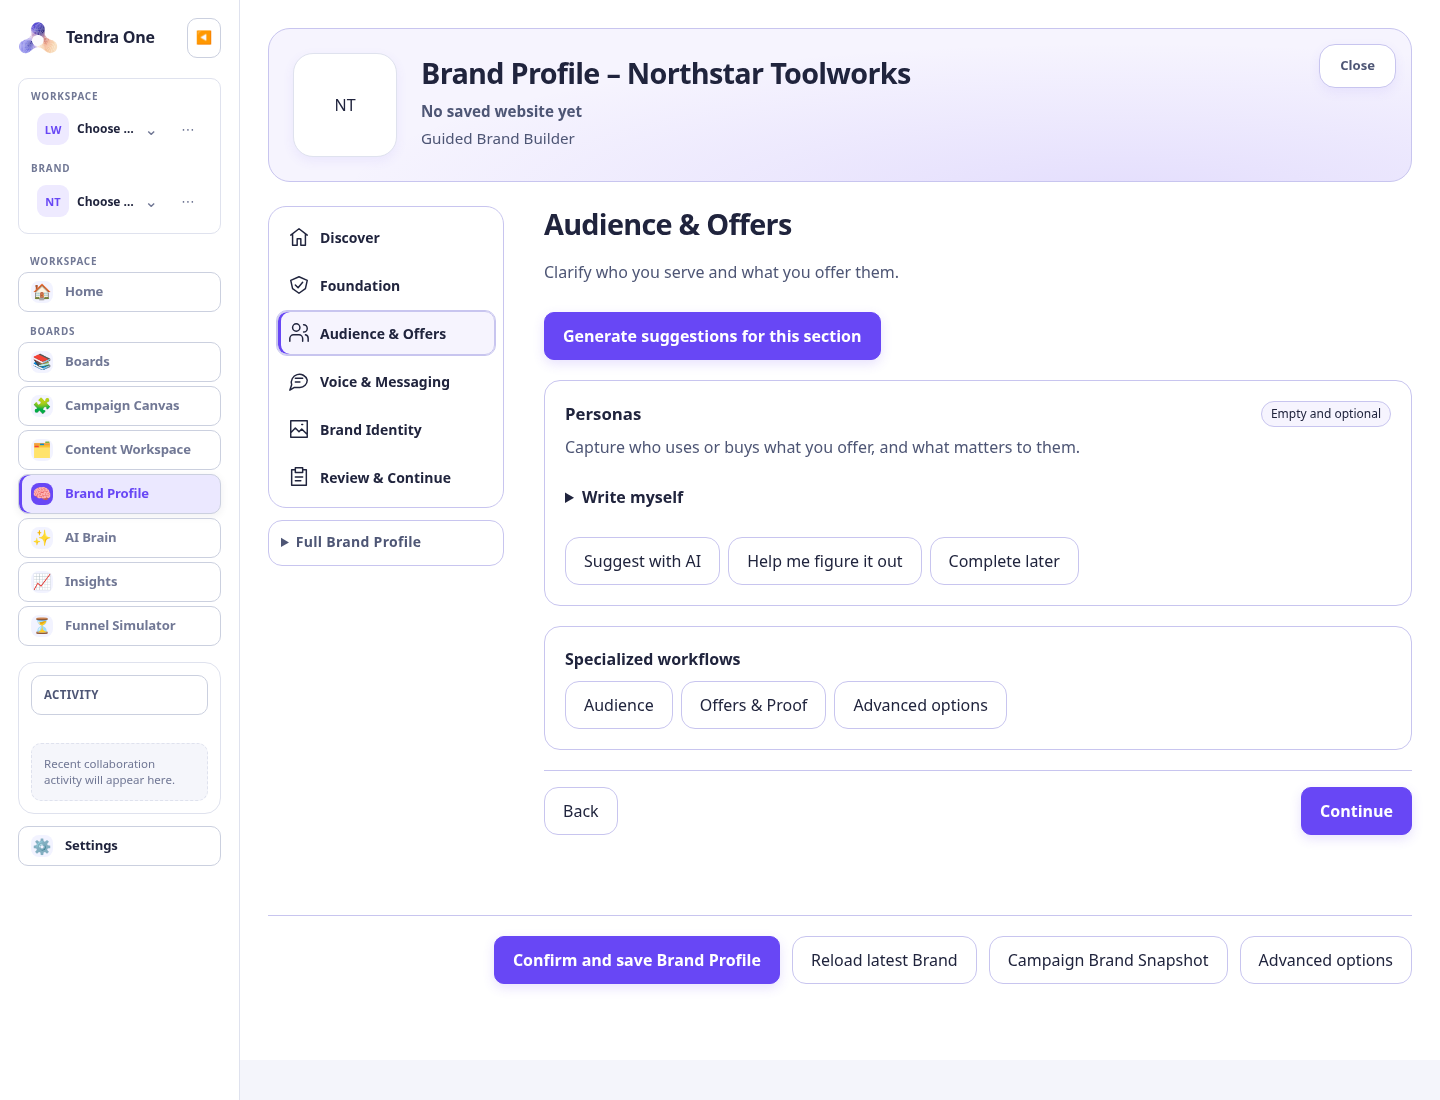 Tendra One
WORKSPACE
LW Choose ...
BRAND
NT Choose ...
WORKSPACE
Home
BOARDS
Boards
Campaign Canvas
Content Workspace
Brand Profile
AI Brain
Insights
Funnel Simulator
ACTIVITY
Recent collaboration
activity will appear here.
Settings
NT
Brand Profile – Northstar Toolworks
No saved website yet
Guided Brand Builder
Close
Discover
Foundation
Audience & Offers
Voice & Messaging
Brand Identity
Review & Continue
Full Brand Profile
Audience & Offers
Clarify who you serve and what you offer them.
Generate suggestions for this section
Personas
Empty and optional
Capture who uses or buys what you offer, and what matters to them.
Write myself
Suggest with AI
Help me figure it out
Complete later
Specialized workflows
Audience
Offers & Proof
Advanced options
Back
Continue
Confirm and save Brand Profile
Reload latest Brand
Campaign Brand Snapshot
Advanced options